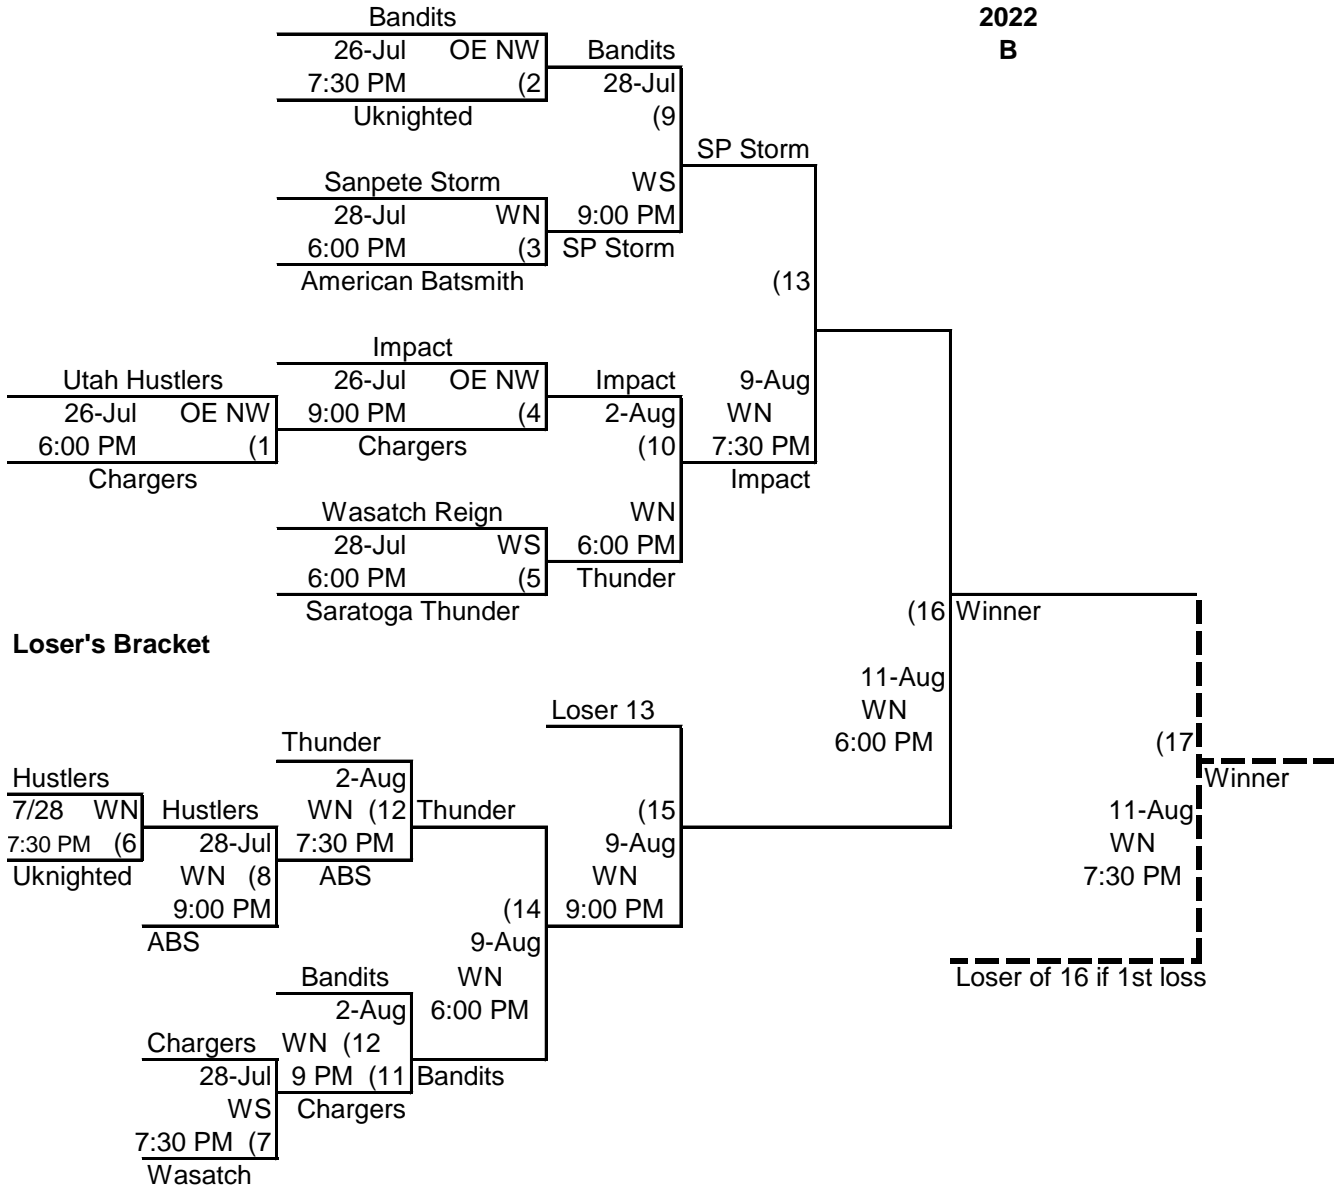 Bandits
2022
26-Jul OE NW Bandits
B
7:30 PM (2 28-Jul
Uknighted (9
SP Storm
Sanpete Storm WS
28-Jul WN 9:00 PM
6:00 PM (3 SP Storm
American Batsmith (13
Impact
Utah Hustlers 26-Jul OE NW Impact 9-Aug
26-Jul OE NW 9:00 PM (4 2-Aug WN
6:00 PM (1 Chargers (10 7:30 PM
Chargers Impact
Wasatch Reign WN
28-Jul WS 6:00 PM
6:00 PM (5 Thunder
Saratoga Thunder (16 Winner
Loser's Bracket
11-Aug
Loser 13 WN
Thunder 6:00 PM (17
Hustlers 2-Aug Winner
7/28 WN Hustlers WN (12 Thunder (15 11-Aug
7:30 PM (6 28-Jul 7:30 PM 9-Aug WN
Uknighted WN (8 ABS WN 7:30 PM
9:00 PM (14 9:00 PM
ABS 9-Aug
Bandits WN Loser of 16 if 1st loss
2-Aug 6:00 PM
Chargers WN (12
28-Jul 9 PM (11 Bandits
WS Chargers
7:30 PM (7
Wasatch